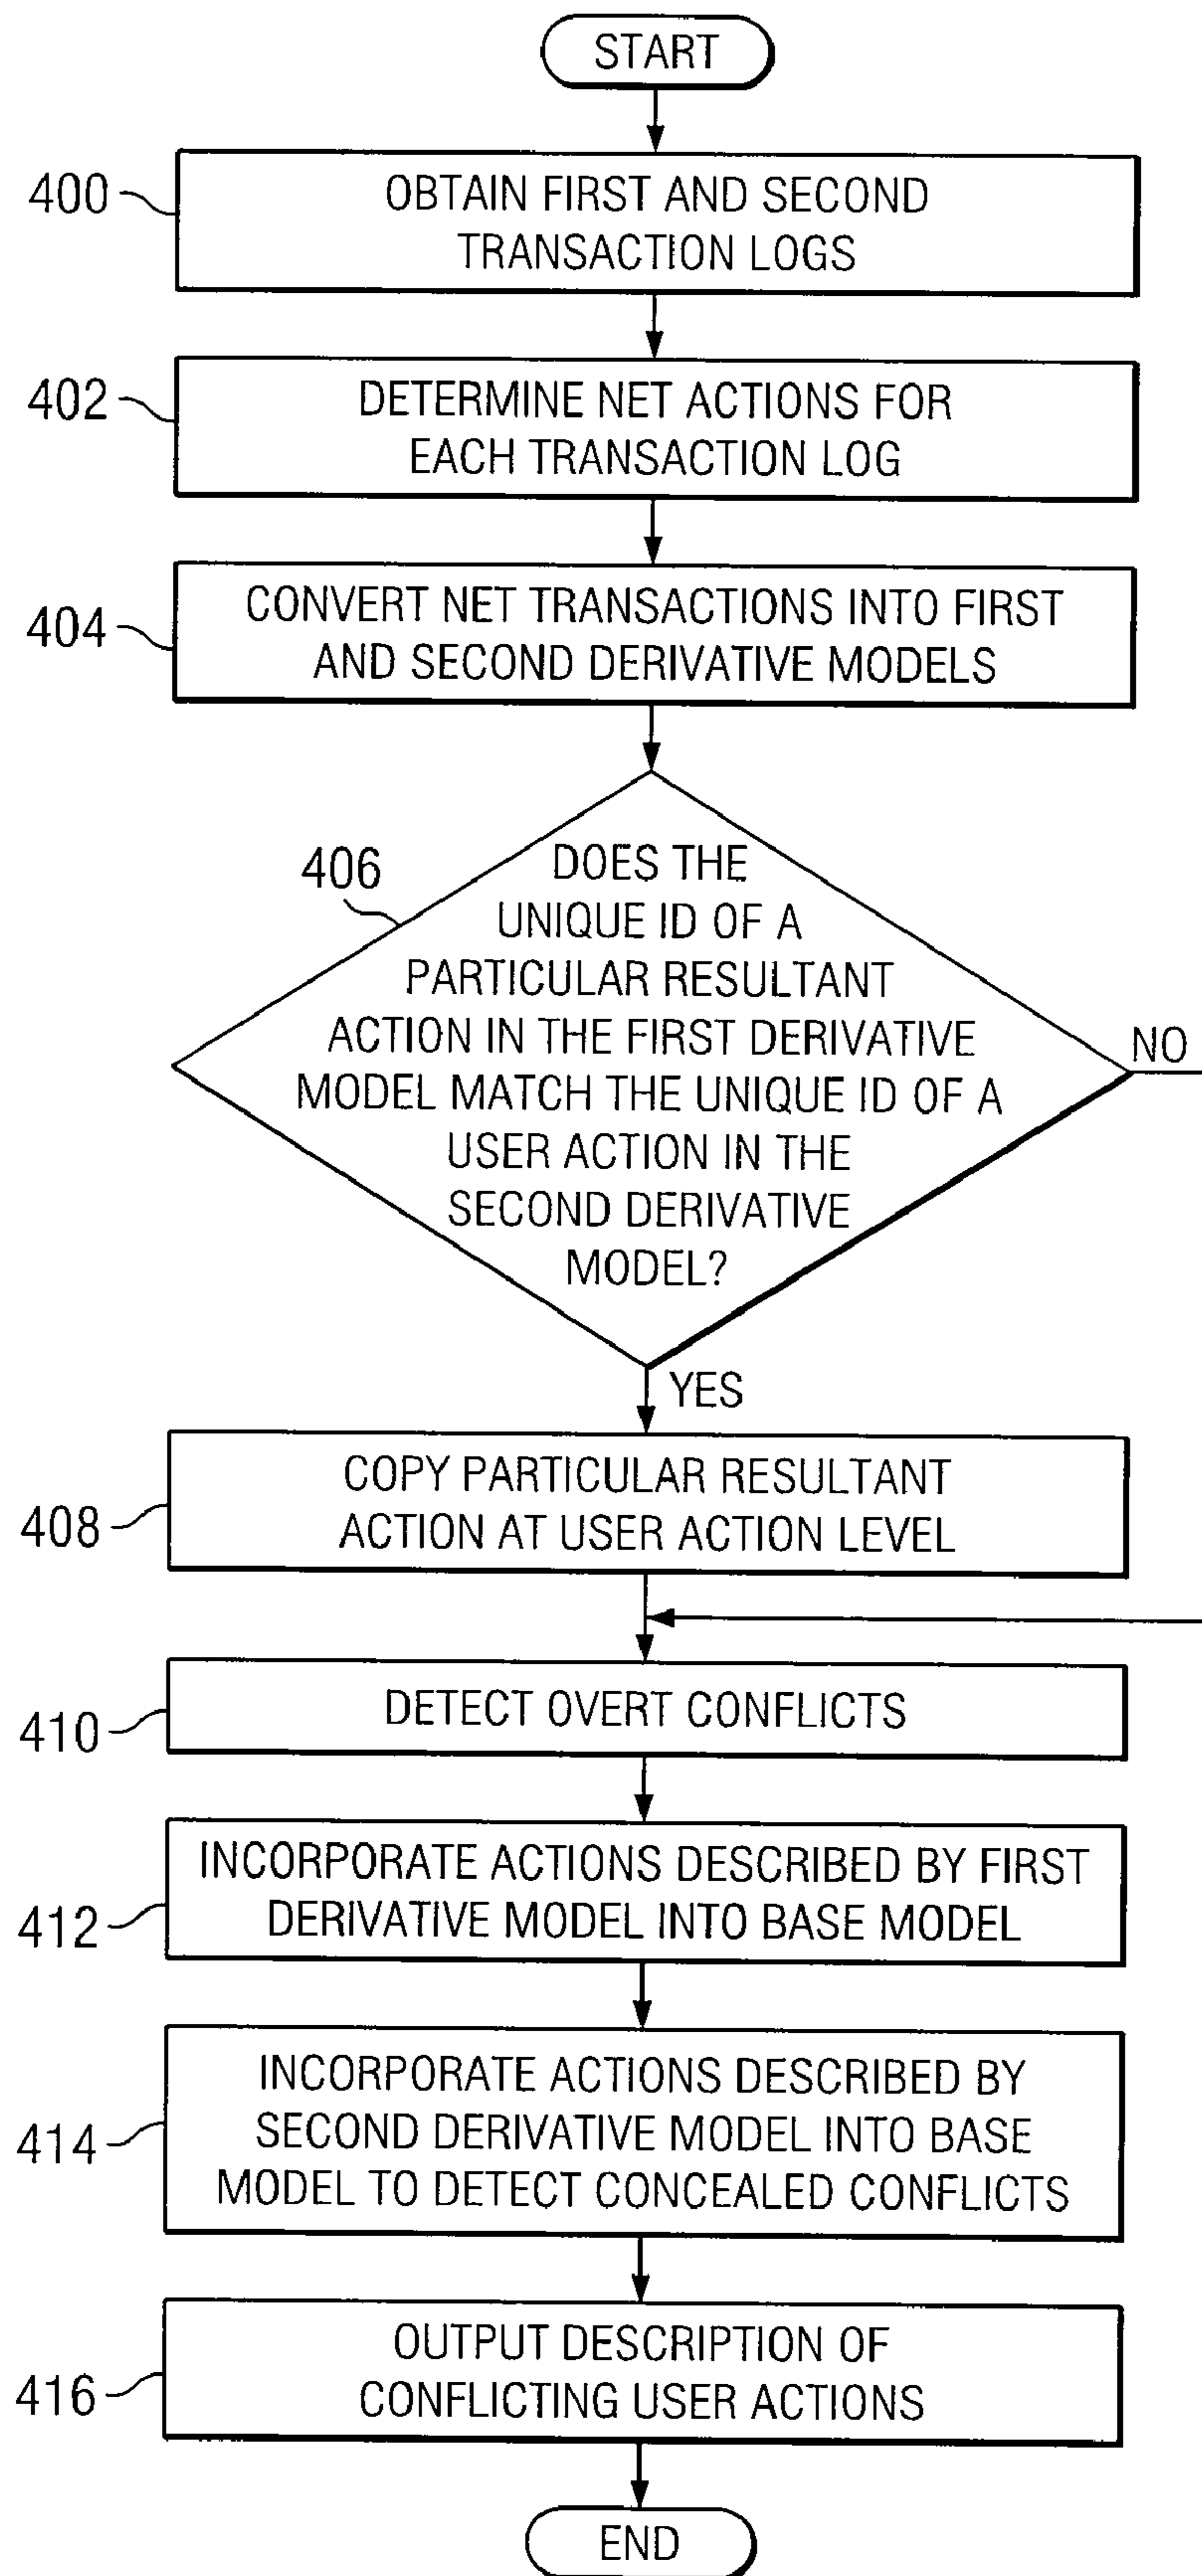 START
400
OBTAIN FIRST AND SECOND
TRANSACTION LOGS
402
DETERMINE NET ACTIONS FOR
EACH TRANSACTION LOG
404
CONVERT NET TRANSACTIONS INTO FIRST
AND SECOND DERIVATIVE MODELS
406
DOES THE
UNIQUE ID OF A
PARTICULAR RESULTANT
ACTION IN THE FIRST DERIVATIVE
MODEL MATCH THE UNIQUE ID OF A
USER ACTION IN THE
SECOND DERIVATIVE
MODEL?
NO
YES
408
COPY PARTICULAR RESULTANT
ACTION AT USER ACTION LEVEL
410
DETECT OVERT CONFLICTS
412
INCORPORATE ACTIONS DESCRIBED BY FIRST
DERIVATIVE MODEL INTO BASE MODEL
414
INCORPORATE ACTIONS DESCRIBED BY
SECOND DERIVATIVE MODEL INTO BASE
MODEL TO DETECT CONCEALED CONFLICTS
416
OUTPUT DESCRIPTION OF
CONFLICTING USER ACTIONS
END